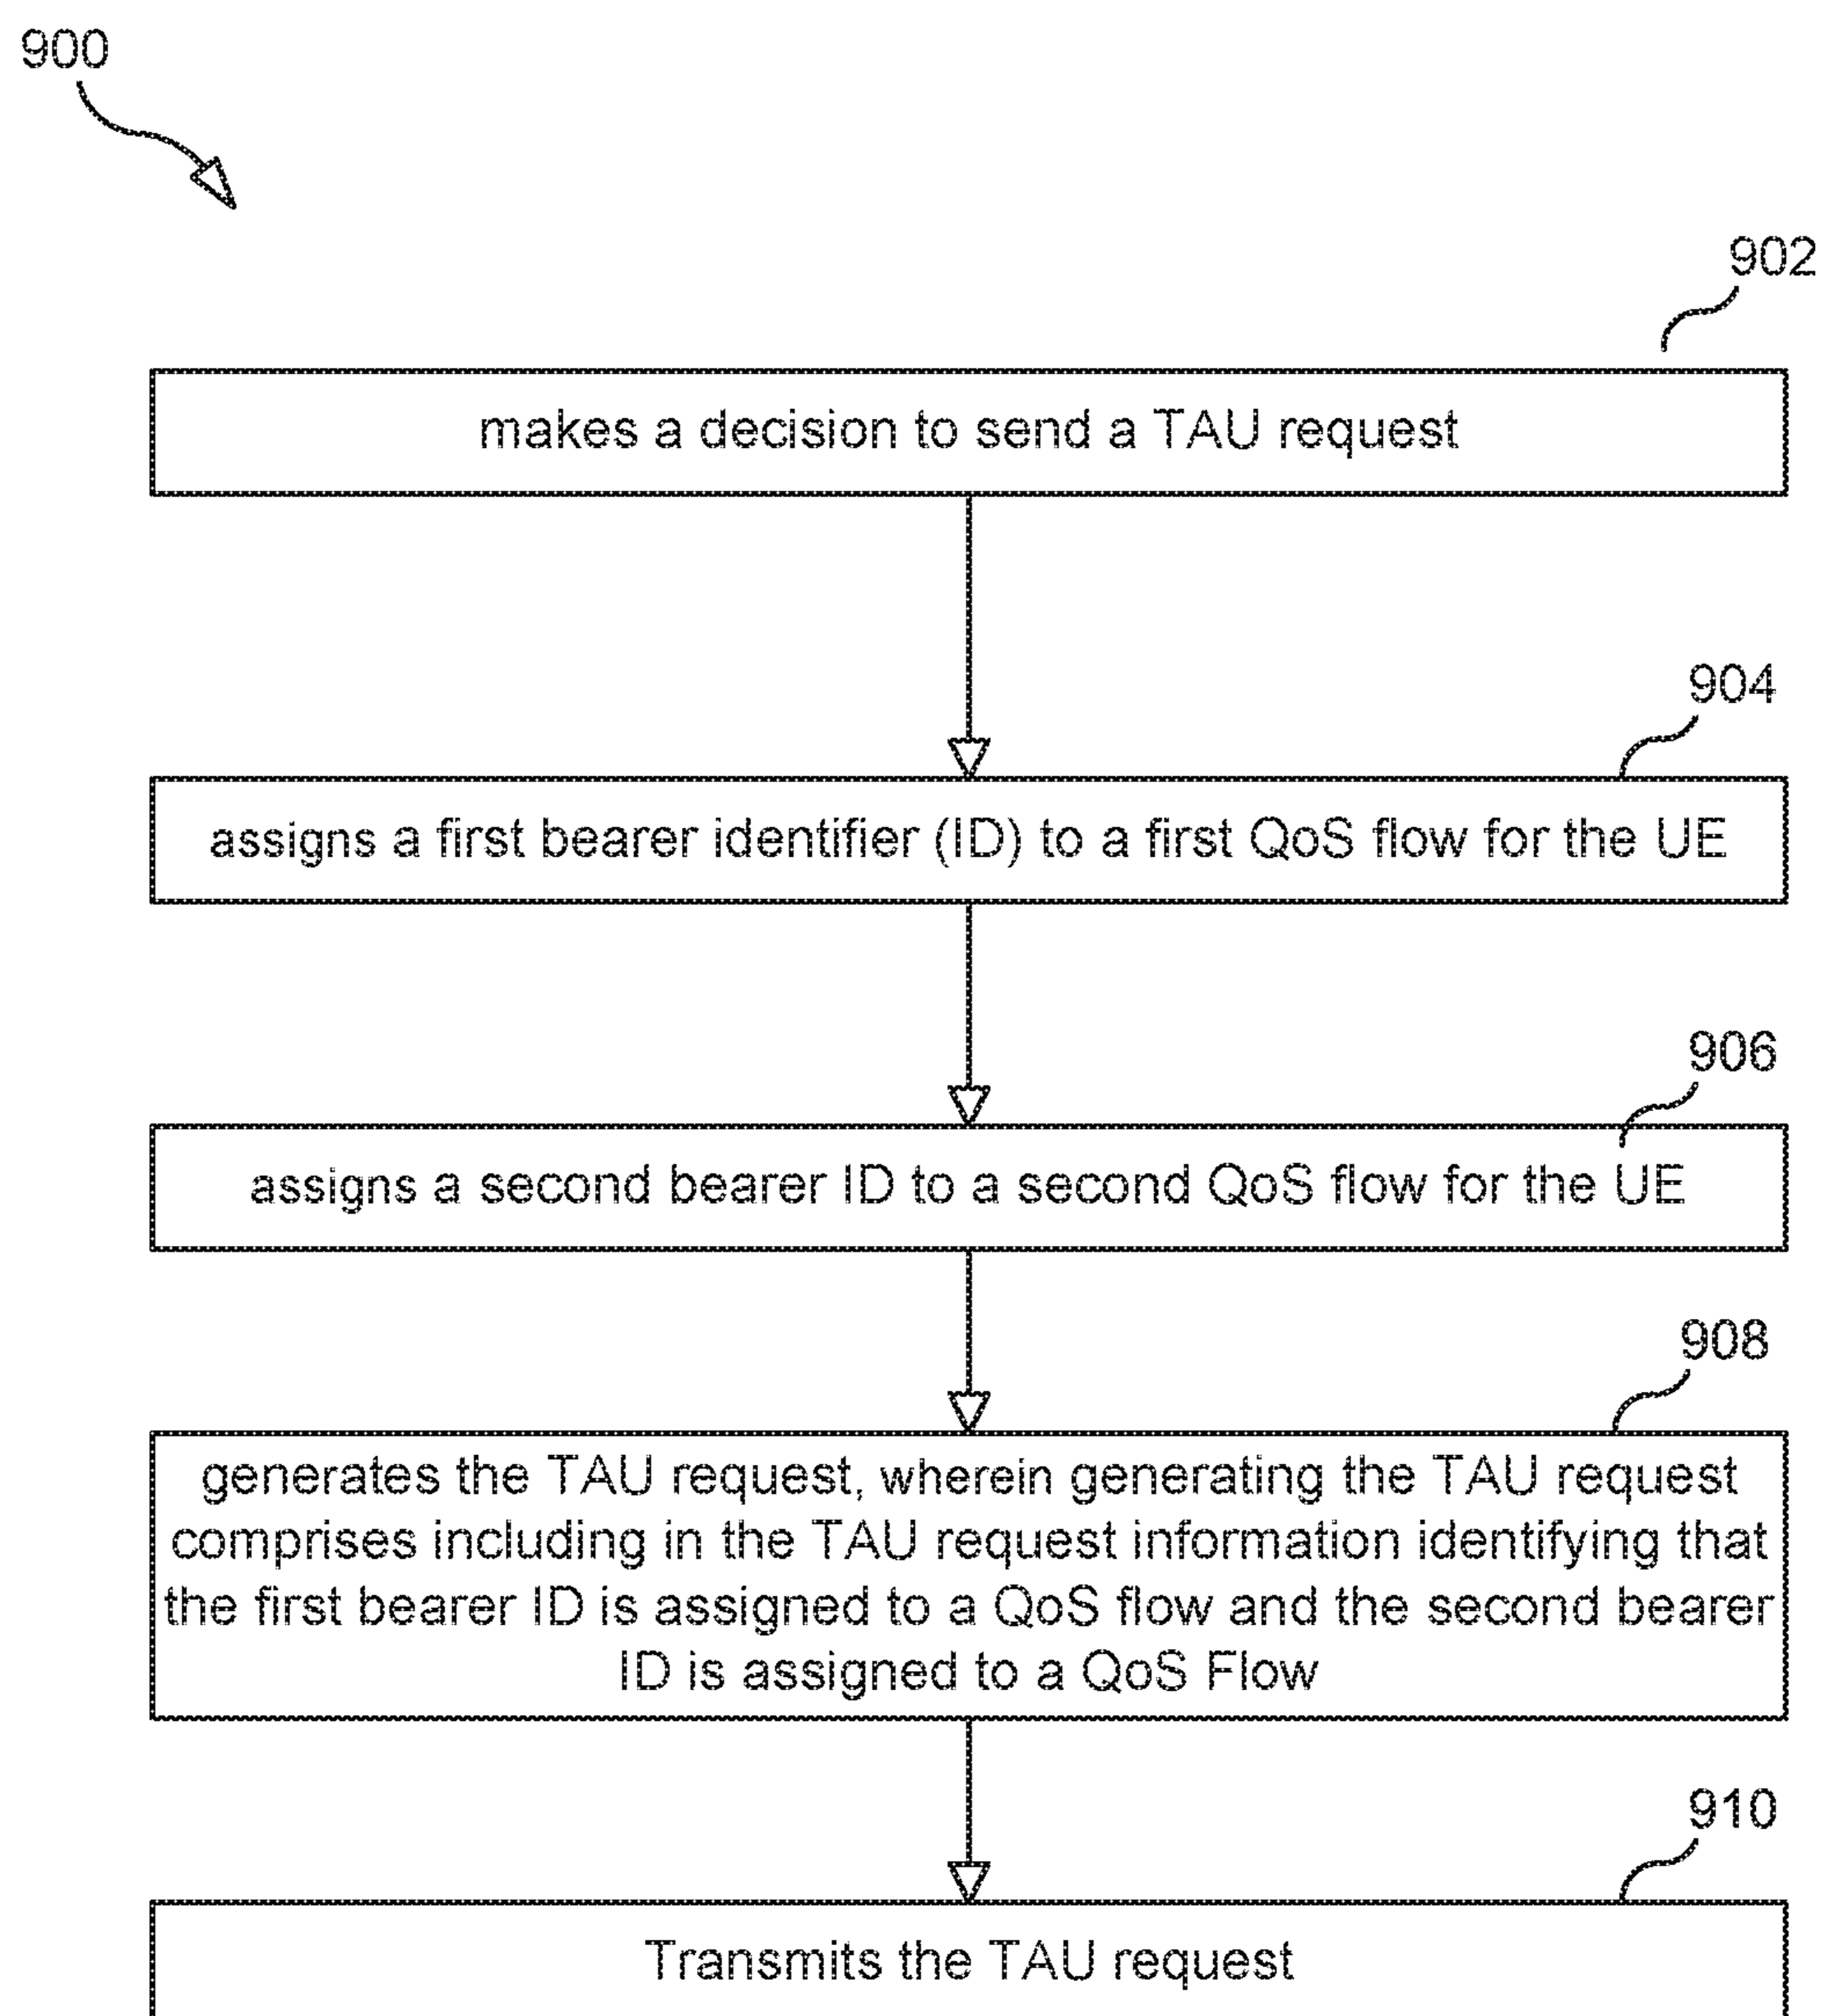 900
902
makes a decision to send a TAU request
904
assigns a first bearer identifier (ID) to a first QoS flow for the UE
906
assigns a second bearer ID to a second QoS flow for the UE
908
generates the TAU request, wherein generating the TAU request
comprises including in the TAU request information identifying that
the first bearer ID is assigned to a QoS flow and the second bearer
ID is assigned to a QoS Flow
910
Transmits the TAU request